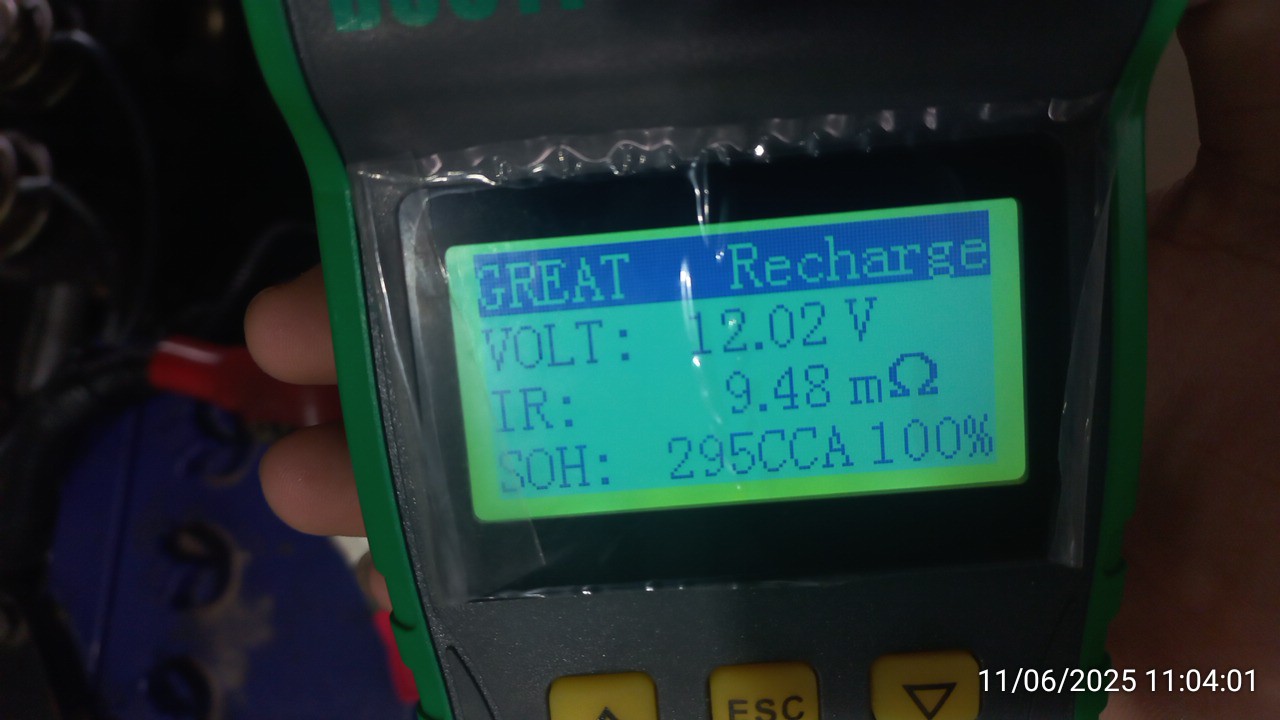 GREAT Recharge
VOLT: 12.02 V
IR: 9.48 mΩ
SOH: 295CCA 100%
ESC
11/06/2025 11:04:01